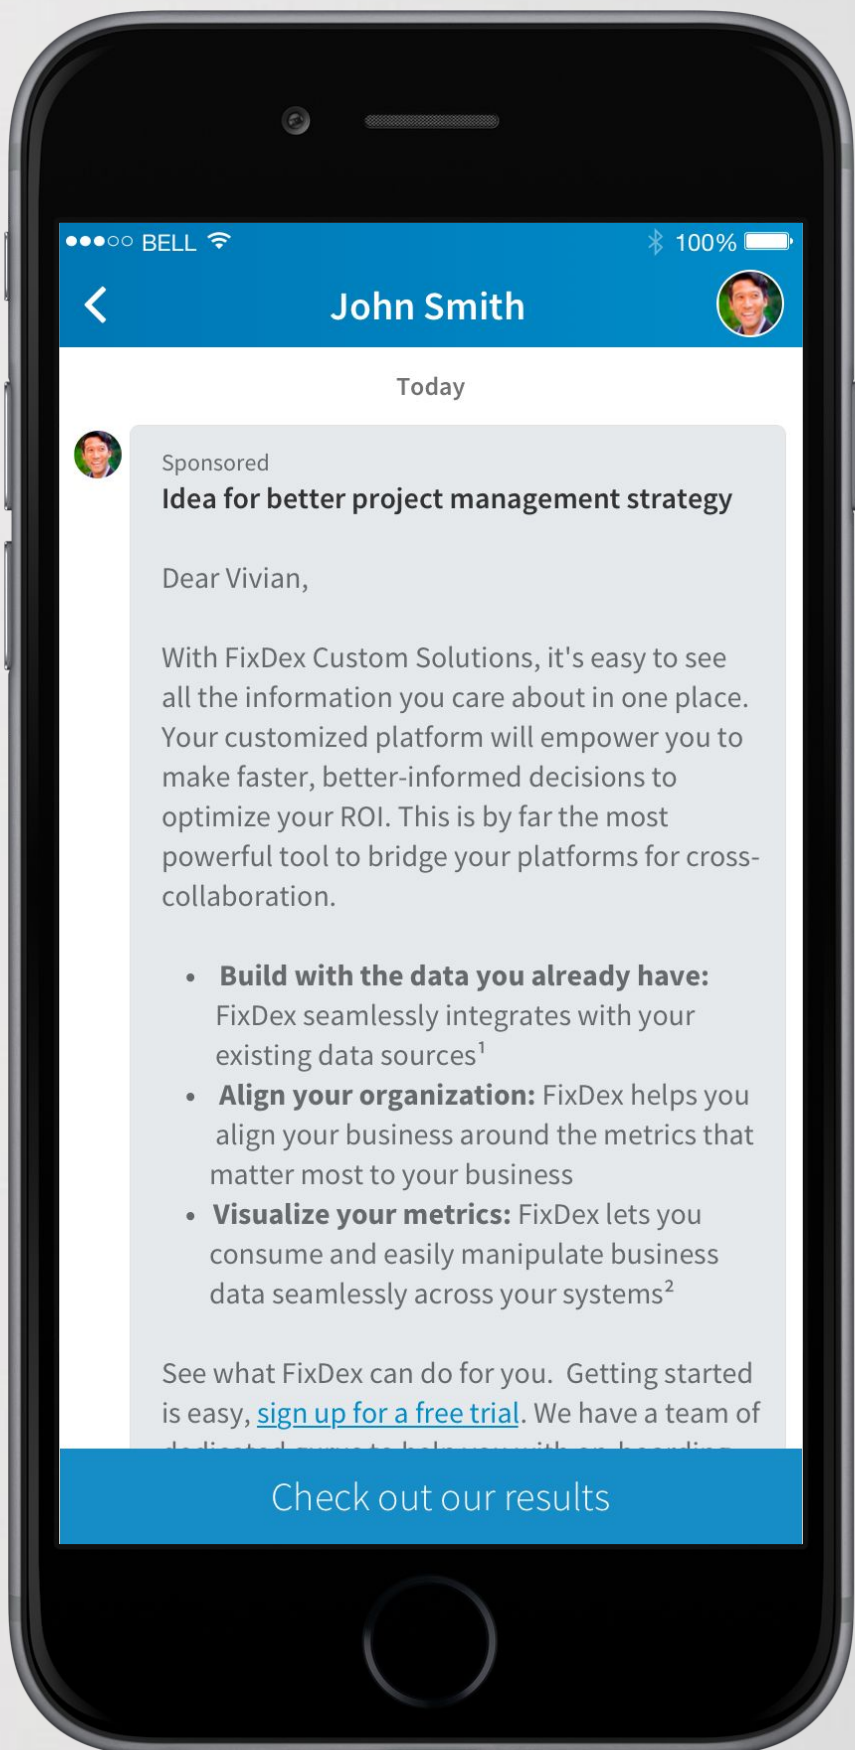 BELL 100%
John Smith
Today
Sponsored
Idea for better project management strategy
Dear Vivian,
With FixDex Custom Solutions, it's easy to see
all the information you care about in one place.
Your customized platform will empower you to
make faster, better-informed decisions to
optimize your ROI. This is by far the most
powerful tool to bridge your platforms for cross-
collaboration.
• Build with the data you already have:
FixDex seamlessly integrates with your
existing data sources¹
• Align your organization: FixDex helps you
align your business around the metrics that
matter most to your business
• Visualize your metrics: FixDex lets you
consume and easily manipulate business
data seamlessly across your systems²
See what FixDex can do for you. Getting started
is easy, sign up for a free trial. We have a team of
Check out our results